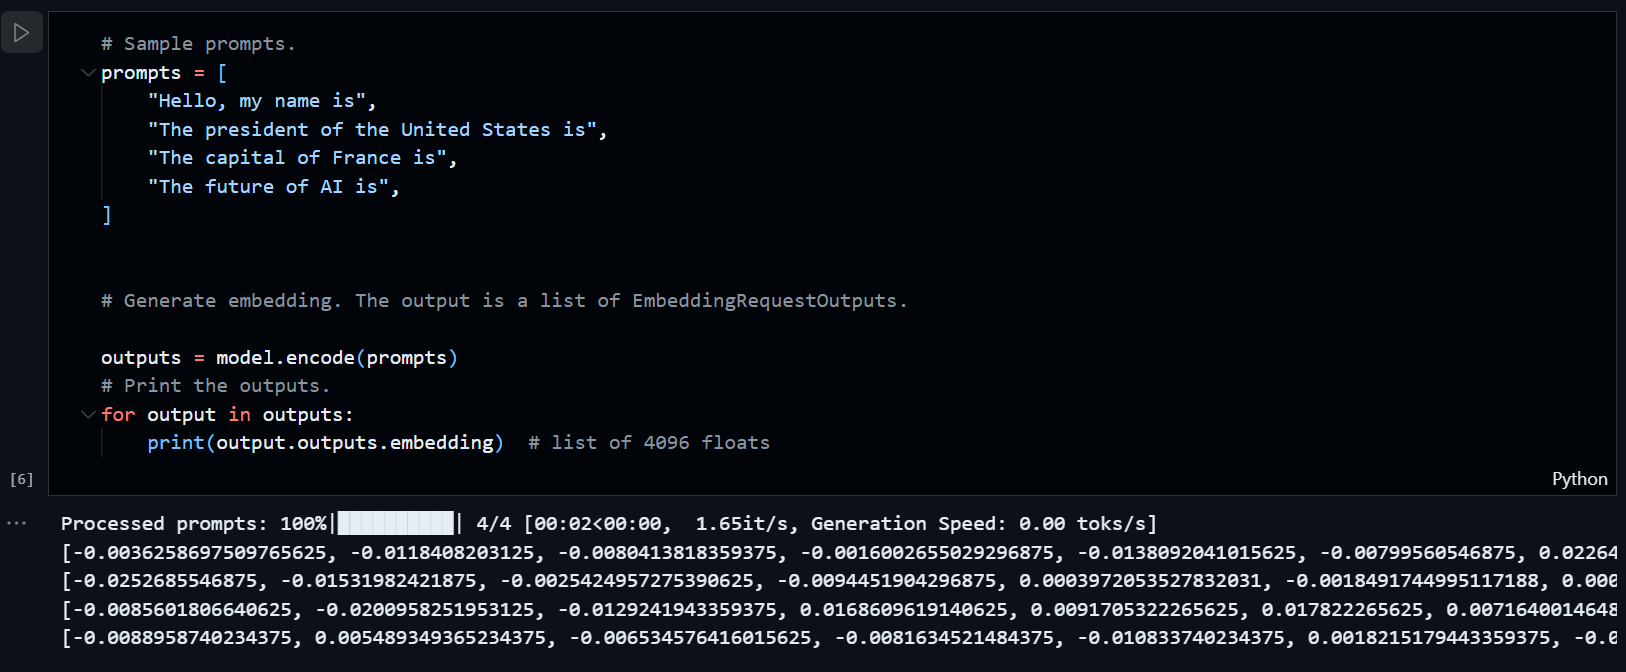 # Sample prompts.
prompts = [
    "Hello, my name is",
    "The president of the United States is",
    "The capital of France is",
    "The future of AI is",
]
# Generate embedding. The output is a list of EmbeddingRequestOutputs.
outputs = model.encode(prompts)
# Print the outputs.
for output in outputs:
    print(output.outputs.embedding)  # list of 4096 floats
[6]
Python
Processed prompts: 100%|██████████| 4/4 [00:02<00:00,  1.65it/s, Generation Speed: 0.00 toks/s]
[-0.0036258697509765625, -0.0118408203125, -0.0080413818359375, -0.0016002655029296875, -0.0138092041015625, -0.00799560546875, 0.02264
[-0.0252685546875, -0.01531982421875, -0.0025424957275390625, -0.0094451904296875, 0.0003972053527832031, -0.0018491744995117188, 0.000
[-0.0085601806640625, -0.0200958251953125, -0.0129241943359375, 0.0168609619140625, 0.0091705322265625, 0.017822265625, 0.0071640014648
[-0.0088958740234375, 0.005489349365234375, -0.006534576416015625, -0.0081634521484375, -0.010833740234375, 0.0018215179443359375, -0.0